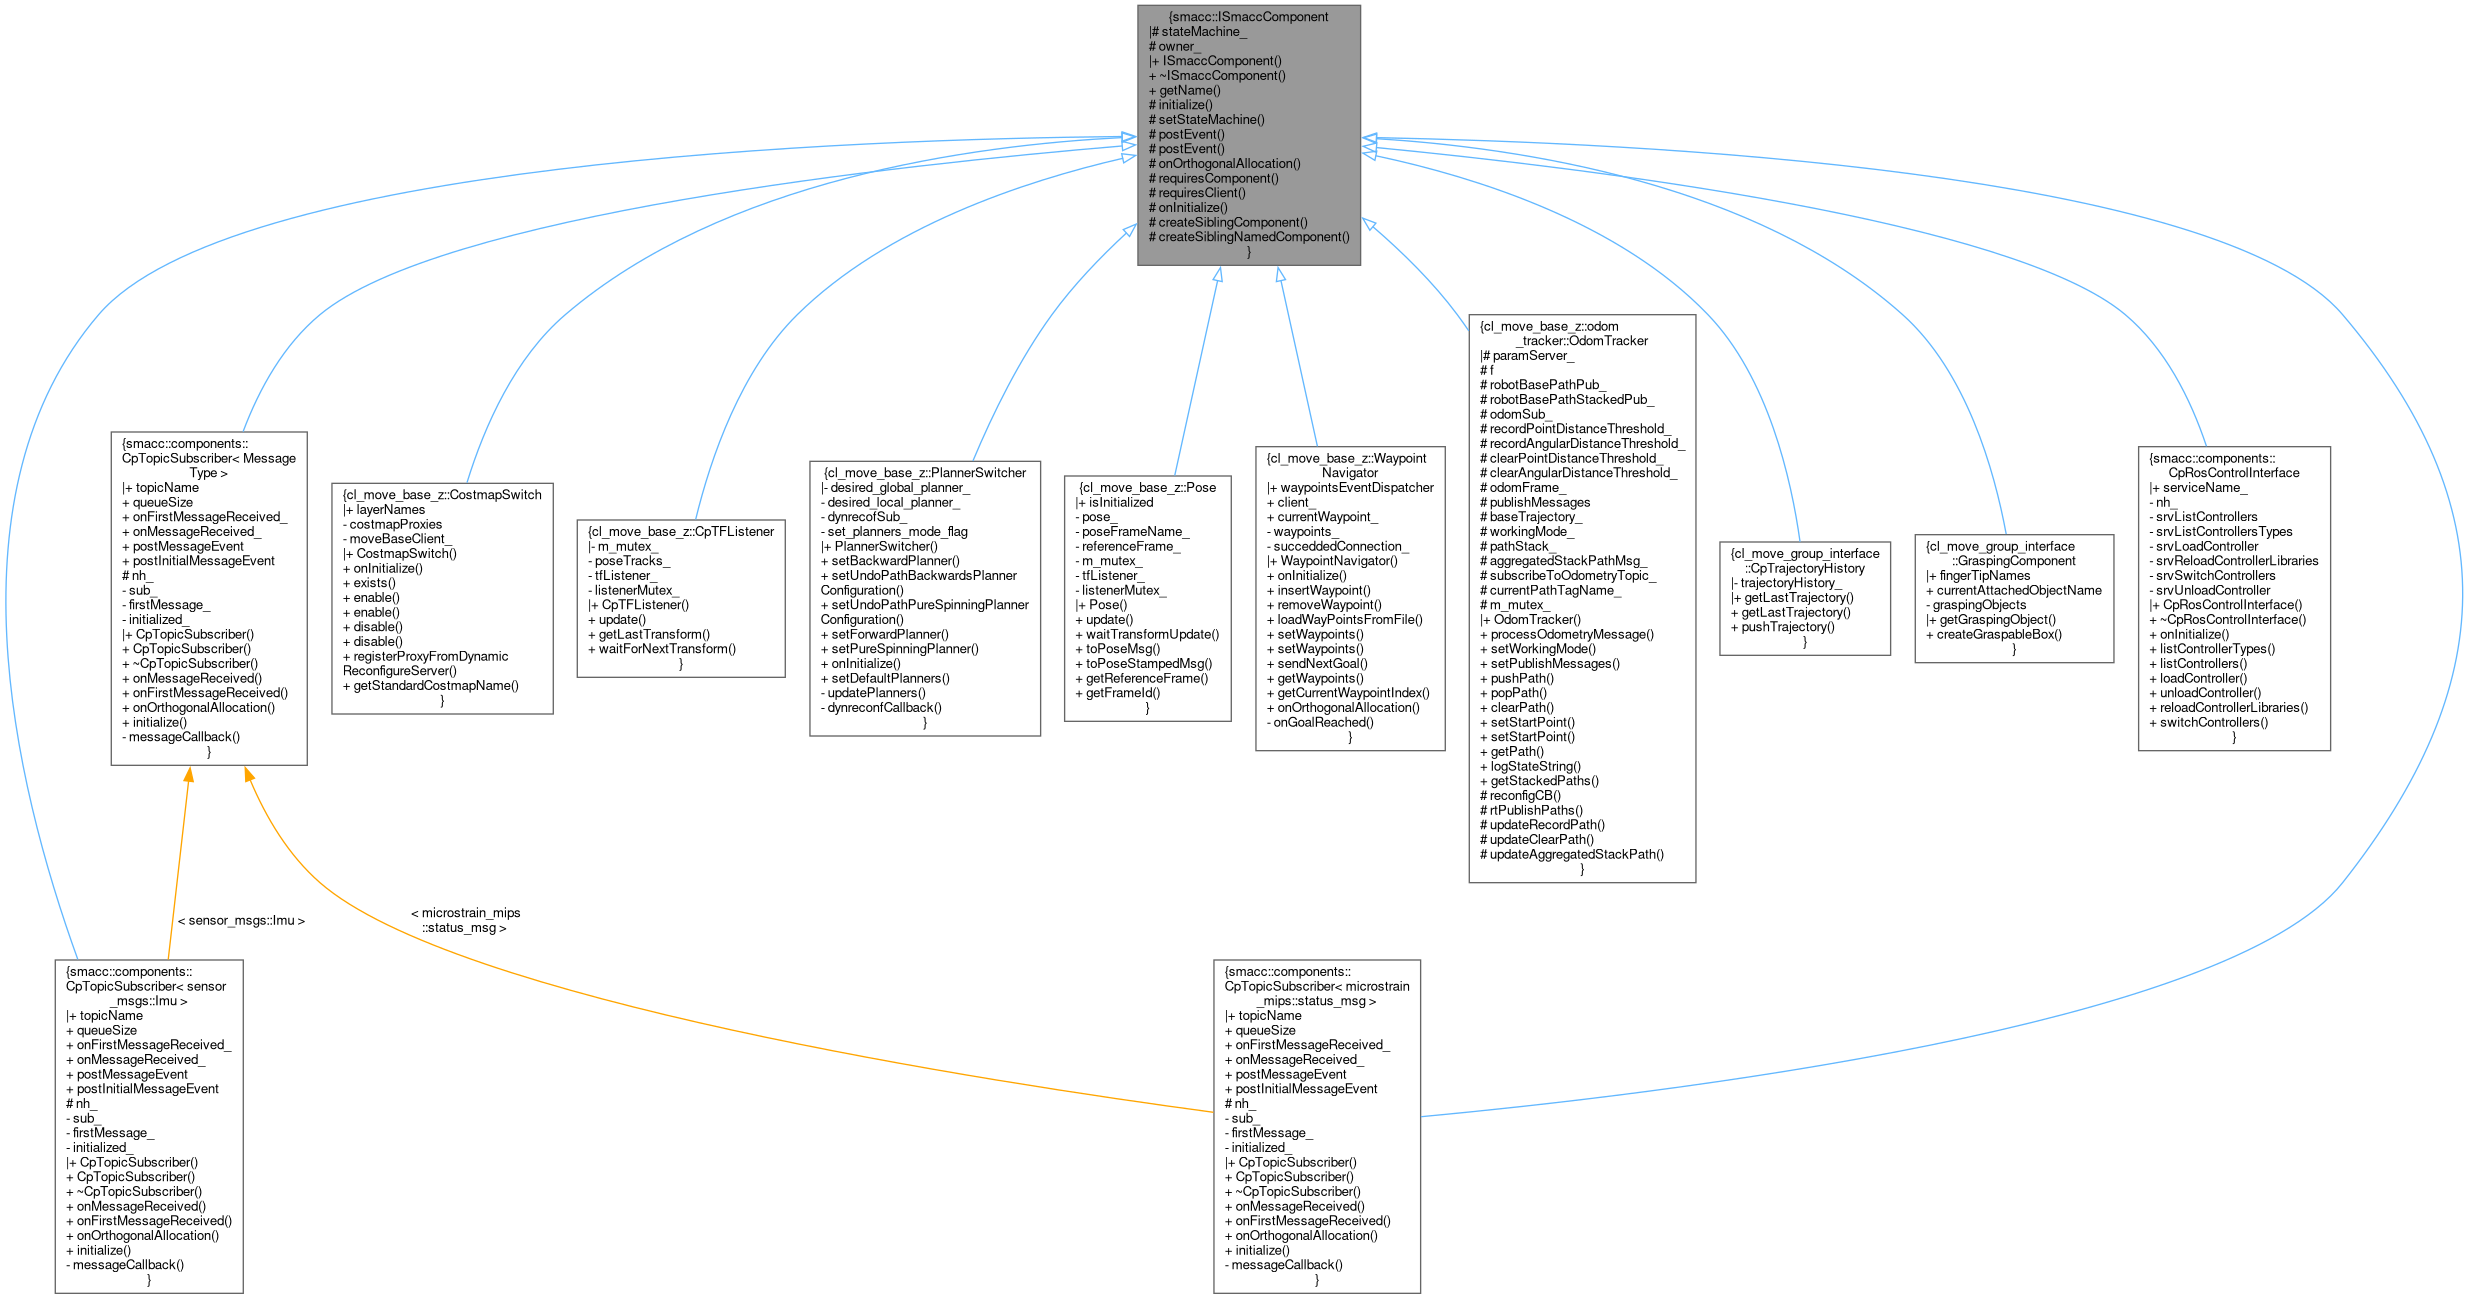 {smacc::ISmaccComponent
|# stateMachine_
# owner_
|+ ISmaccComponent()
+ ~ISmaccComponent()
+ getName()
# initialize()
# setStateMachine()
# postEvent()
# postEvent()
# onOrthogonalAllocation()
# requiresComponent()
# requiresClient()
# onInitialize()
# createSiblingComponent()
# createSiblingNamedComponent()
}
{smacc::components::
CpTopicSubscriber< Message
Type >
|+ topicName
+ queueSize
+ onFirstMessageReceived_
+ onMessageReceived_
+ postMessageEvent
+ postInitialMessageEvent
# nh_
- sub_
- firstMessage_
- initialized_
|+ CpTopicSubscriber()
+ CpTopicSubscriber()
+ ~CpTopicSubscriber()
+ onMessageReceived()
+ onFirstMessageReceived()
+ onOrthogonalAllocation()
+ initialize()
- messageCallback()
}
{cl_move_base_z::CostmapSwitch
|+ layerNames
- costmapProxies
- moveBaseClient_
|+ CostmapSwitch()
+ onInitialize()
+ exists()
+ enable()
+ enable()
+ disable()
+ disable()
+ registerProxyFromDynamic
ReconfigureServer()
+ getStandardCostmapName()
}
{cl_move_base_z::CpTFListener
|- m_mutex_
- poseTracks_
- tfListener_
- listenerMutex_
|+ CpTFListener()
+ update()
+ getLastTransform()
+ waitForNextTransform()
}
{cl_move_base_z::PlannerSwitcher
|- desired_global_planner_
- desired_local_planner_
- dynrecofSub_
- set_planners_mode_flag
|+ PlannerSwitcher()
+ setBackwardPlanner()
+ setUndoPathBackwardsPlanner
Configuration()
+ setUndoPathPureSpinningPlanner
Configuration()
+ setForwardPlanner()
+ setPureSpinningPlanner()
+ onInitialize()
+ setDefaultPlanners()
- updatePlanners()
- dynreconfCallback()
}
{cl_move_base_z::Pose
|+ isInitialized
- pose_
- poseFrameName_
- referenceFrame_
- m_mutex_
- tfListener_
- listenerMutex_
|+ Pose()
+ update()
+ waitTransformUpdate()
+ toPoseMsg()
+ toPoseStampedMsg()
+ getReferenceFrame()
+ getFrameId()
}
{cl_move_base_z::Waypoint
Navigator
|+ waypointsEventDispatcher
+ client_
+ currentWaypoint_
- waypoints_
- succeddedConnection_
|+ WaypointNavigator()
+ onInitialize()
+ insertWaypoint()
+ removeWaypoint()
+ loadWayPointsFromFile()
+ setWaypoints()
+ setWaypoints()
+ sendNextGoal()
+ getWaypoints()
+ getCurrentWaypointIndex()
+ onOrthogonalAllocation()
- onGoalReached()
}
{cl_move_base_z::odom
_tracker::OdomTracker
|# paramServer_
# f
# robotBasePathPub_
# robotBasePathStackedPub_
# odomSub_
# recordPointDistanceThreshold_
# recordAngularDistanceThreshold_
# clearPointDistanceThreshold_
# clearAngularDistanceThreshold_
# odomFrame_
# publishMessages
# baseTrajectory_
# workingMode_
# pathStack_
# aggregatedStackPathMsg_
# subscribeToOdometryTopic_
# currentPathTagName_
# m_mutex_
|+ OdomTracker()
+ processOdometryMessage()
+ setWorkingMode()
+ setPublishMessages()
+ pushPath()
+ popPath()
+ clearPath()
+ setStartPoint()
+ setStartPoint()
+ getPath()
+ logStateString()
+ getStackedPaths()
# reconfigCB()
# rtPublishPaths()
# updateRecordPath()
# updateClearPath()
# updateAggregatedStackPath()
}
{cl_move_group_interface
::CpTrajectoryHistory
|- trajectoryHistory_
|+ getLastTrajectory()
+ getLastTrajectory()
+ pushTrajectory()
}
{cl_move_group_interface
::GraspingComponent
|+ fingerTipNames
+ currentAttachedObjectName
- graspingObjects
|+ getGraspingObject()
+ createGraspableBox()
}
{smacc::components::
CpRosControlInterface
|+ serviceName_
- nh_
- srvListControllers
- srvListControllersTypes
- srvLoadController
- srvReloadControllerLibraries
- srvSwitchControllers
- srvUnloadController
|+ CpRosControlInterface()
+ ~CpRosControlInterface()
+ onInitialize()
+ listControllerTypes()
+ listControllers()
+ loadController()
+ unloadController()
+ reloadControllerLibraries()
+ switchControllers()
}
< sensor_msgs::Imu >
< microstrain_mips
::status_msg >
{smacc::components::
CpTopicSubscriber< sensor
_msgs::Imu >
|+ topicName
+ queueSize
+ onFirstMessageReceived_
+ onMessageReceived_
+ postMessageEvent
+ postInitialMessageEvent
# nh_
- sub_
- firstMessage_
- initialized_
|+ CpTopicSubscriber()
+ CpTopicSubscriber()
+ ~CpTopicSubscriber()
+ onMessageReceived()
+ onFirstMessageReceived()
+ onOrthogonalAllocation()
+ initialize()
- messageCallback()
}
{smacc::components::
CpTopicSubscriber< microstrain
_mips::status_msg >
|+ topicName
+ queueSize
+ onFirstMessageReceived_
+ onMessageReceived_
+ postMessageEvent
+ postInitialMessageEvent
# nh_
- sub_
- firstMessage_
- initialized_
|+ CpTopicSubscriber()
+ CpTopicSubscriber()
+ ~CpTopicSubscriber()
+ onMessageReceived()
+ onFirstMessageReceived()
+ onOrthogonalAllocation()
+ initialize()
- messageCallback()
}